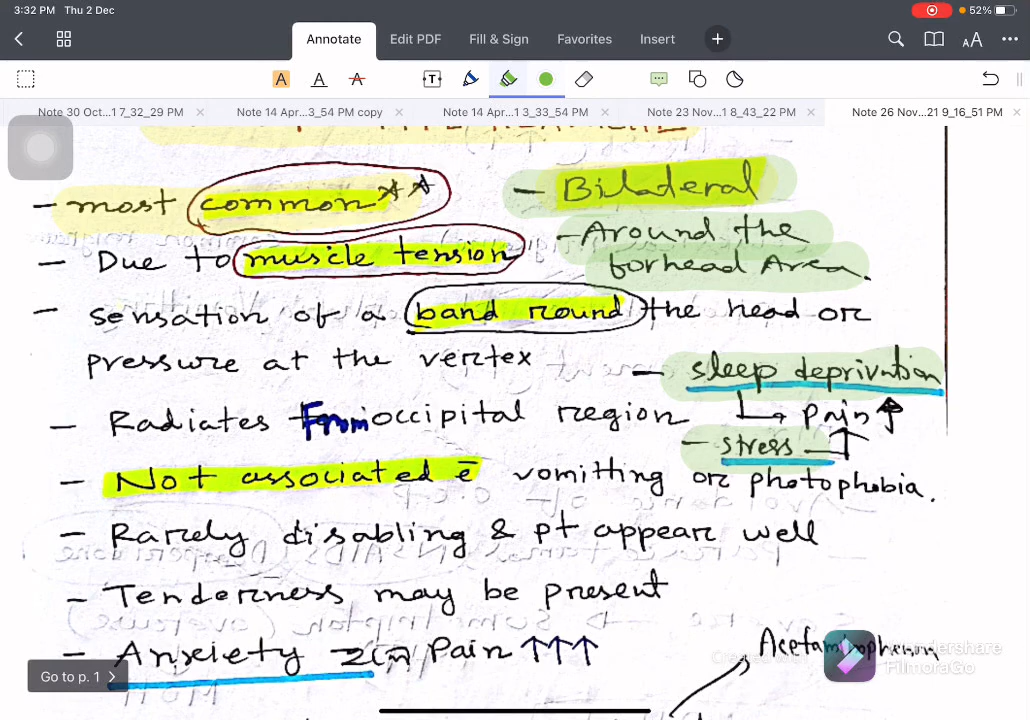 3:32 PM Thu 2 Dec
52%
Annotate
Edit PDF
Fill & Sign
Favorites
Insert
Note 30 Oct...1 7_32_29 PM
Note 14 Apr...3_54 PM copy
Note 14 Apr...1 3_33_54 PM
Note 23 Nov...1 8_43_22 PM
Note 26 Nov...21 9_16_51 PM
- most common **
- Due to muscle tension
- sensation of a band round the head or
pressure at the vertex
- Radiates From occipital region
- Not associated c̄ vomitting or photophobia.
- Rarely disabling & pt appear well
- Tenderness may be present
- Anxiety Pain ↑↑↑
- Bilateral
- Around the
forhead Area.
- sleep deprivation
↳ pain ↑
- stress ↑
Acetaminophen
Go to p. 1
Created with
wondershare
FilmoraGo